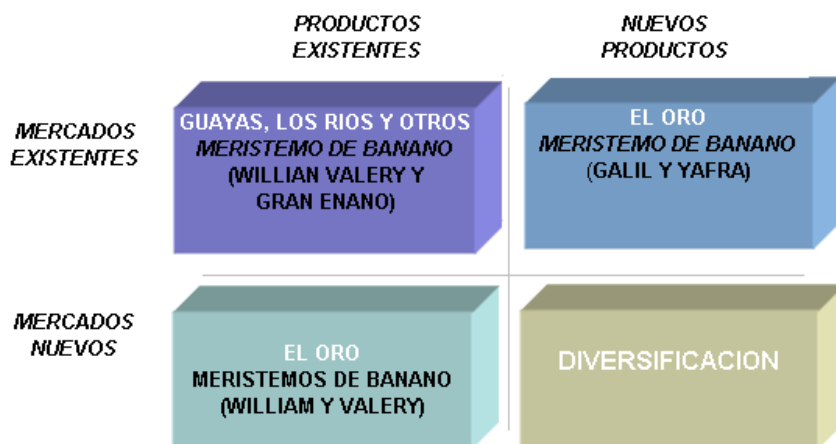 PRODUCTOS
EXISTENTES
NUEVOS
PRODUCTOS
MERCADOS
EXISTENTES
GUAYAS, LOS RIOS Y OTROS
MERISTEMO DE BANANO
(WILLIAN VALERY Y
GRAN ENANO)
EL ORO
MERISTEMO DE BANANO
(GALIL Y YAFRA)
MERCADOS
NUEVOS
EL ORO
MERISTEMOS DE BANANO
(WILLIAM Y VALERY)
DIVERSIFICACION